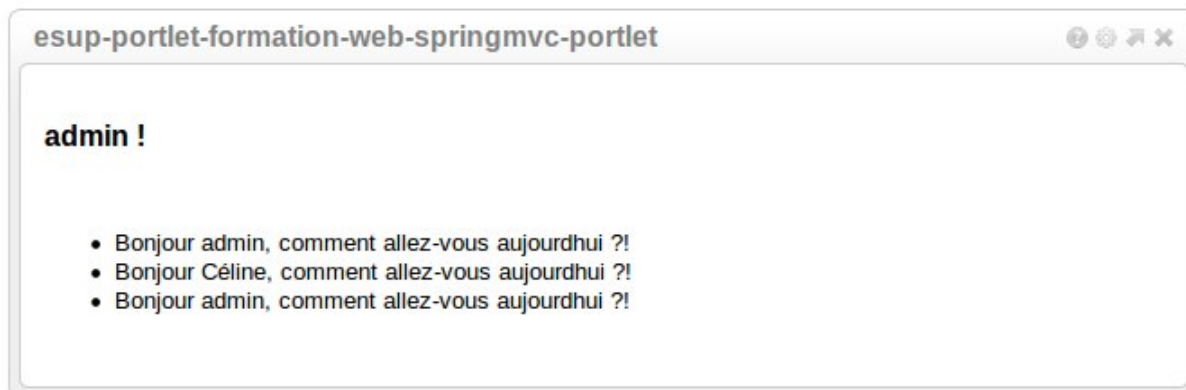 esup-portlet-formation-web-springmvc-portlet
admin !
Bonjour admin, comment allez-vous aujourdhui ?!
Bonjour Céline, comment allez-vous aujourdhui ?!
Bonjour admin, comment allez-vous aujourdhui ?!